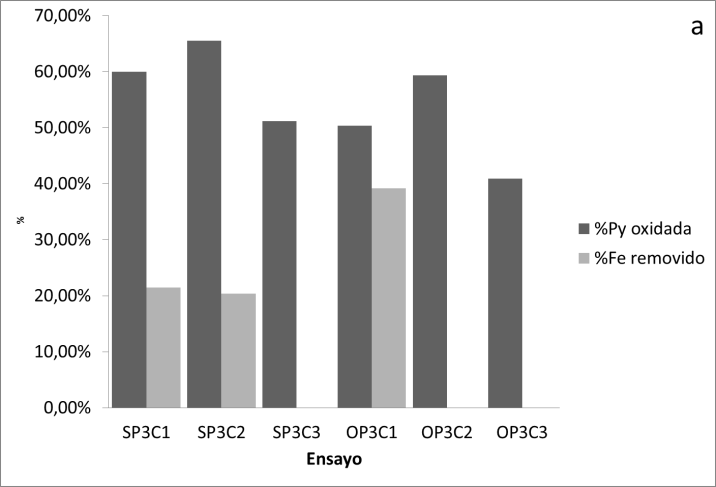 a
70,00%
60,00%
50,00%
40,00%
30,00%
20,00%
10,00%
0,00%
%
SP3C1 SP3C2 SP3C3 OP3C1 OP3C2 OP3C3
Ensayo
%Py oxidada
%Fe removido